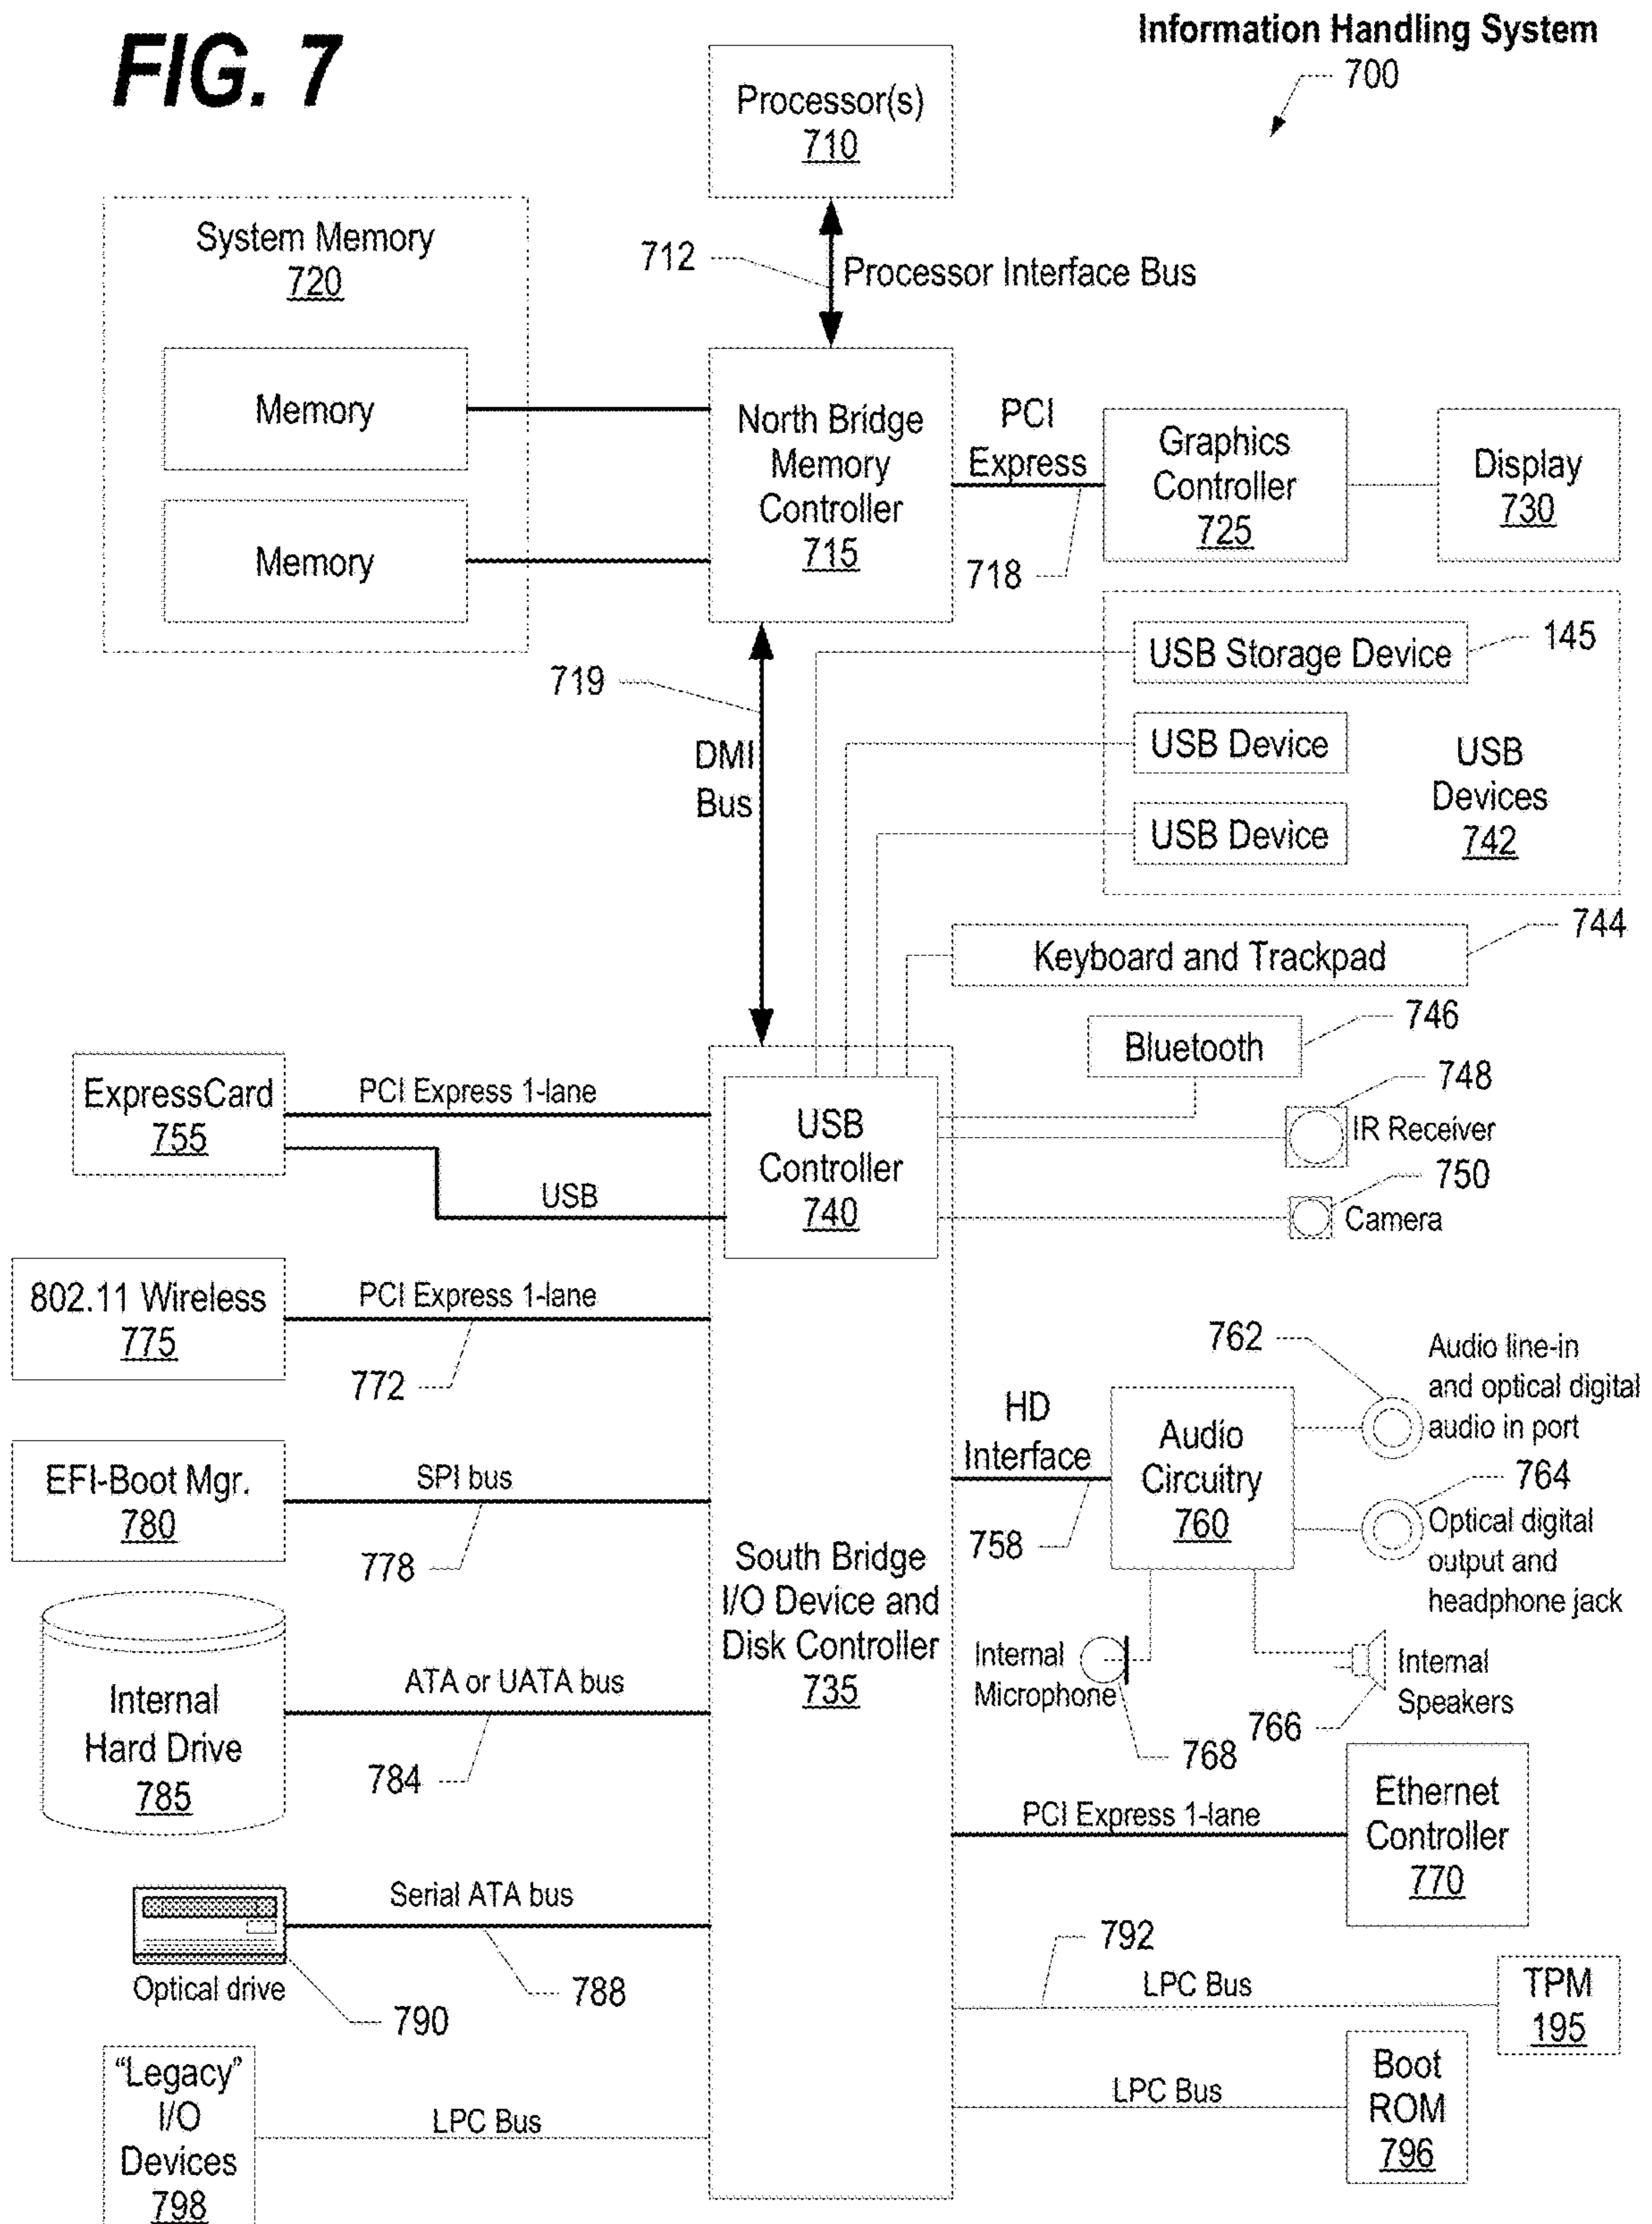 FIG. 7
Information Handling System
700
Processor(s)
710
System Memory
720
712
Processor Interface Bus
Memory
Memory
North Bridge
Memory
Controller
715
PCI
Express
718
Graphics
Controller
725
Display
730
719
DMI
Bus
USB Storage Device
145
USB Device
USB Device
USB
Devices
742
Keyboard and Trackpad
744
Bluetooth
746
748
IR Receiver
750
Camera
ExpressCard
755
PCI Express 1-lane
USB
USB
Controller
740
802.11 Wireless
775
PCI Express 1-lane
772
EFI-Boot Mgr.
780
SPI bus
778
Internal
Hard Drive
785
ATA or UATA bus
784
South Bridge
I/O Device and
Disk Controller
735
HD
Interface
758
Audio
Circuitry
760
762
Audio line-in
and optical digital
audio in port
764
Optical digital
output and
headphone jack
Internal
Microphone
768
766
Internal
Speakers
PCI Express 1-lane
Ethernet
Controller
770
Serial ATA bus
788
Optical drive
790
792
LPC Bus
TPM
195
LPC Bus
Boot
ROM
796
"Legacy"
I/O
Devices
798
LPC Bus